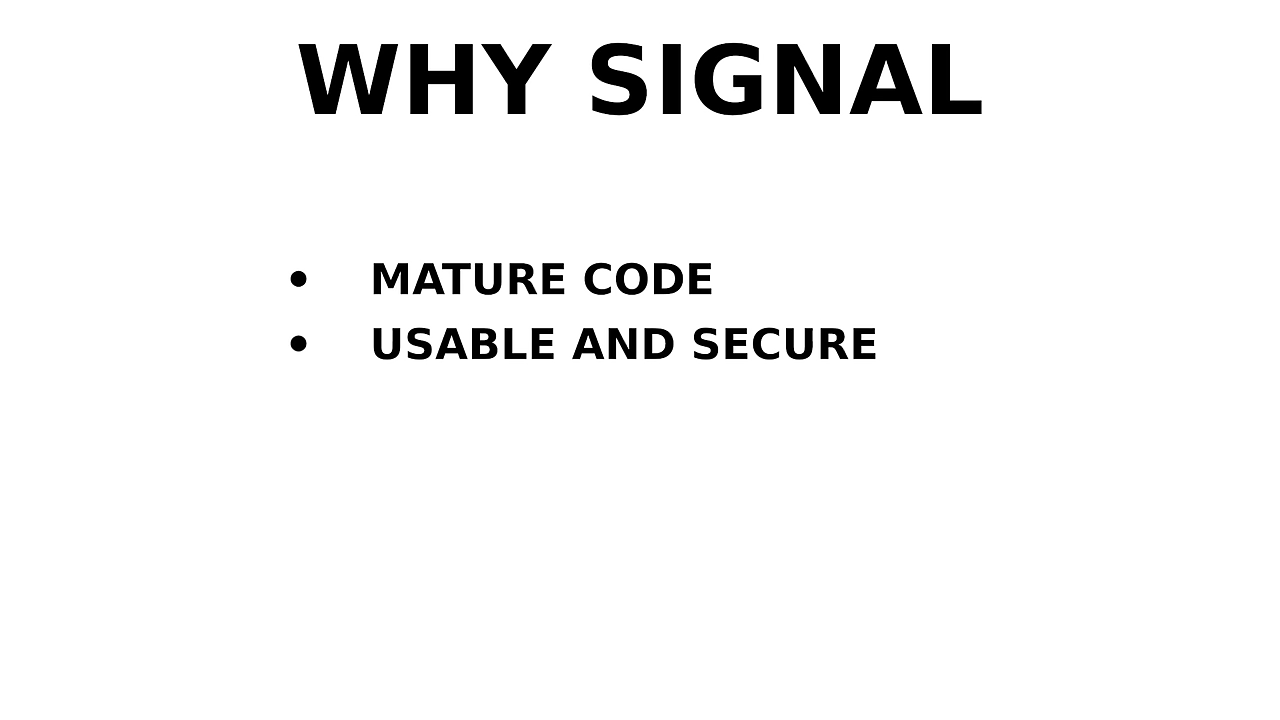 WHY SIGNAL
• MATURE CODE
• USABLE AND SECURE